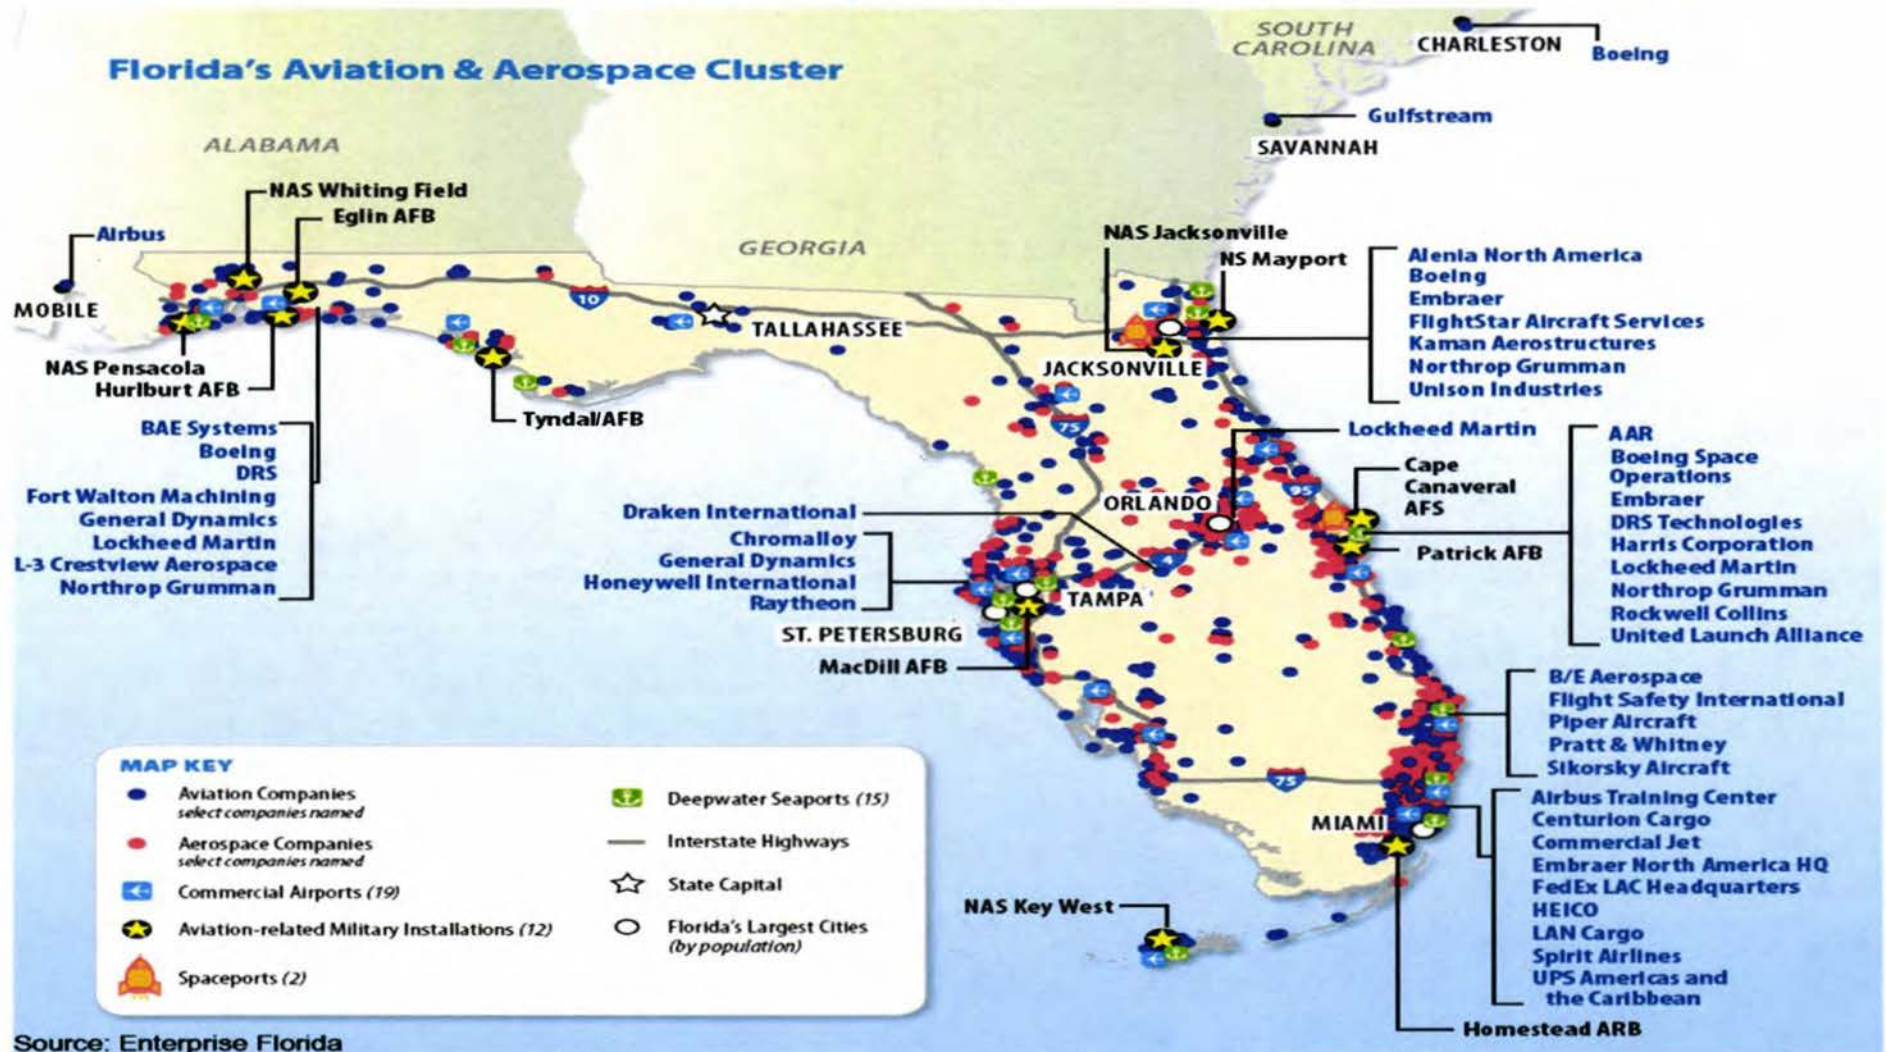 Florida's Aviation & Aerospace Cluster
SOUTH
CAROLINA
CHARLESTON
Boeing
Gulfstream
SAVANNAH
ALABAMA
NAS Whiting Field
Eglin AFB
Airbus
MOBILE
GEORGIA
NAS Jacksonville
NS Mayport
Alenia North America
Boeing
Embraer
FlightStar Aircraft Services
Kaman Aerostructures
Northrop Grumman
Unison Industries
10
TALLAHASSEE
JACKSONVILLE
NAS Pensacola
Hurlburt AFB
Tyndal/AFB
BAE Systems
Boeing
DRS
Fort Walton Machining
General Dynamics
Lockheed Martin
L-3 Crestview Aerospace
Northrop Grumman
75
Lockheed Martin
95
Cape
Canaveral
AFS
Patrick AFB
AAR
Boeing Space
Operations
Embraer
DRS Technologies
Harris Corporation
Lockheed Martin
Northrop Grumman
Rockwell Collins
United Launch Alliance
ORLANDO
Draken International
4
Chromalloy
General Dynamics
Honeywell International
Raytheon
TAMPA
ST. PETERSBURG
MacDill AFB
B/E Aerospace
Flight Safety International
Piper Aircraft
Pratt & Whitney
Sikorsky Aircraft
75
MIAMI
Airbus Training Center
Centurion Cargo
Commercial Jet
Embraer North America HQ
FedEx LAC Headquarters
HEICO
LAN Cargo
Spirit Airlines
UPS Americas and
the Caribbean
NAS Key West
Homestead ARB
MAP KEY
Aviation Companies
select companies named
Aerospace Companies
select companies named
Commercial Airports (19)
Aviation-related Military Installations (12)
Spaceports (2)
Deepwater Seaports (15)
Interstate Highways
State Capital
Florida's Largest Cities
(by population)
Source: Enterprise Florida